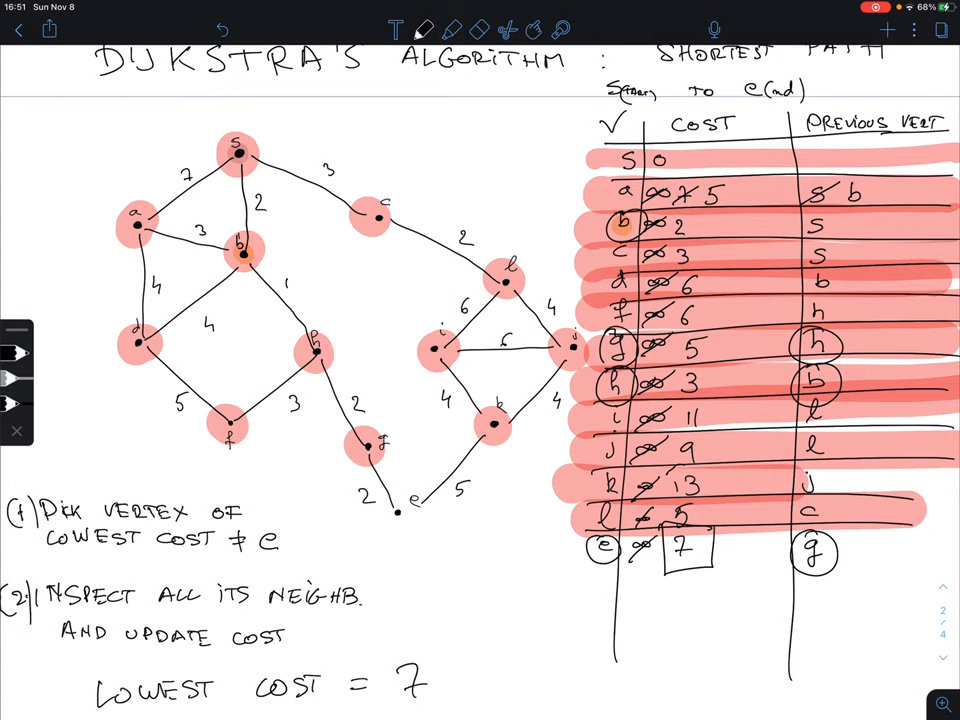 16:51 Sun Nov 8
68%
DIJKSTRA'S ALGORITHM : SHORTEST PATH
S(TART) TO e(nd)
V COST PREVIOUS VERT
S 0
a ∞ 7 5 s b
b ∞ 2 S
c ∞ 3 S
d ∞ 6 b
f ∞ 6 h
g ∞ 5 h
h ∞ 3 b
i ∞ 11 l
j ∞ 9 l
k ∞ 13 j
l ∞ 5 c
e ∞ 7 g
s
7
2
3
a
3
b
c
2
4
4
1
l
6
4
d
h
i
6
j
5
3
2
4
4
f
g
k
2
e
5
(1) PICK VERTEX OF
LOWEST COST ≠ e
(2) INSPECT ALL ITS NEIGHB.
AND UPDATE COST
LOWEST COST = 7
2
/
4